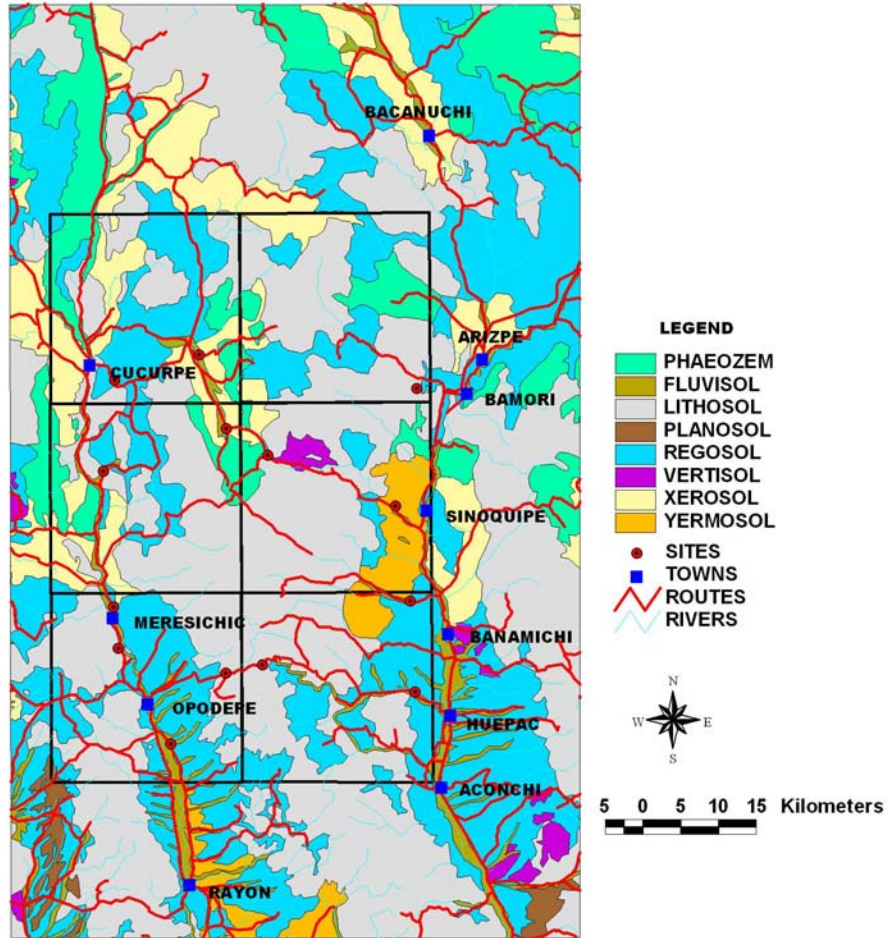 BACANUCHI
ARIZPE
CUCURPE
BAMORI
SINOQUIPE
MERESICHIC
BANAMICHI
OPODEPE
HUEPAC
ACONCHI
RAYON
LEGEND
PHAEOZEM
FLUVISOL
LITHOSOL
PLANOSOL
REGOSOL
VERTISOL
XEROSOL
YERMOSOL
SITES
TOWNS
ROUTES
RIVERS
N
W E
S
5 0 5 10 15 Kilometers